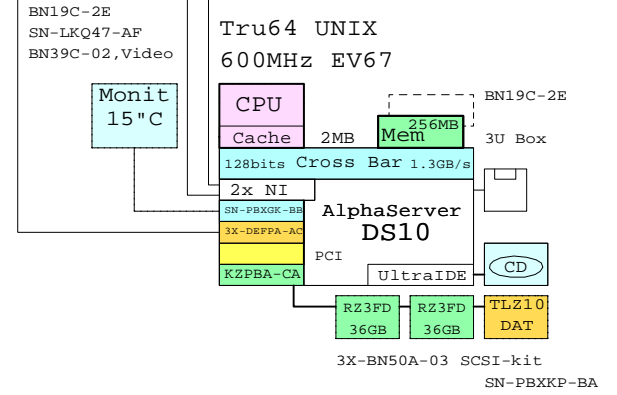 BN19C-2E
SN-LKQ47-AF
BN39C-02,Video
Tru64 UNIX
600MHz EV67
Monit
15"C
CPU
Cache
2MB
256MB
Mem
BN19C-2E
3U Box
128bits Cross Bar 1.3GB/s
2x NI
SN-PBXGK-BB
3X-DEFPA-AC
AlphaServer
DS10
PCI
KZPBA-CA
UltraIDE
CD
RZ3FD
36GB
RZ3FD
36GB
TLZ10
DAT
3X-BN50A-03 SCSI-kit
SN-PBXKP-BA